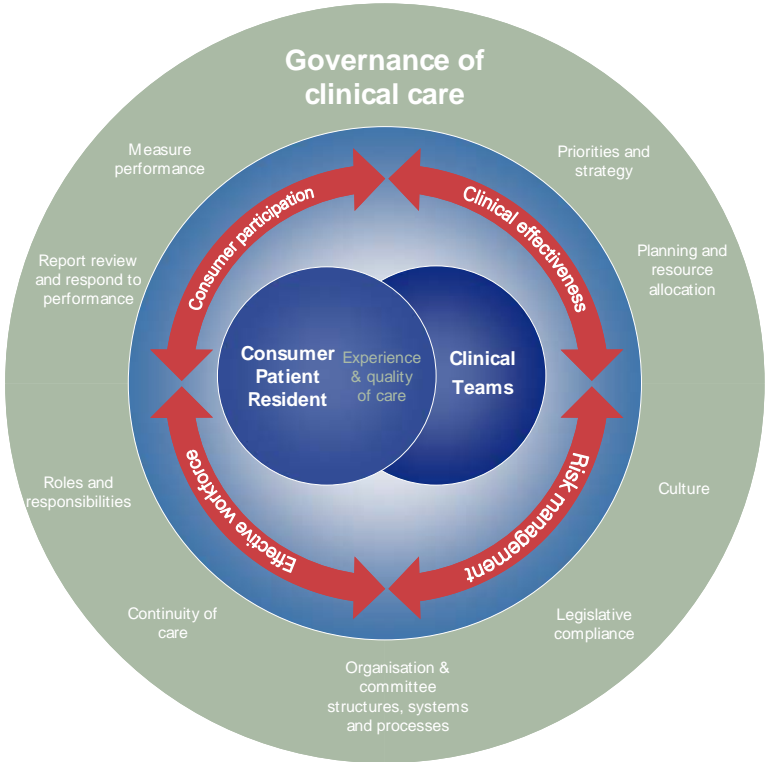 Governance of
clinical care
Measure
performance
Priorities and
strategy
Consumer participation
Clinical effectiveness
Report review
and respond to
performance
Planning and
resource
allocation
Consumer
Patient
Resident
Experience
& quality
of care
Clinical
Teams
Roles and
responsibilities
Effective workforce
Risk management
Culture
Continuity of
care
Legislative
compliance
Organisation &
committee
structures, systems
and processes